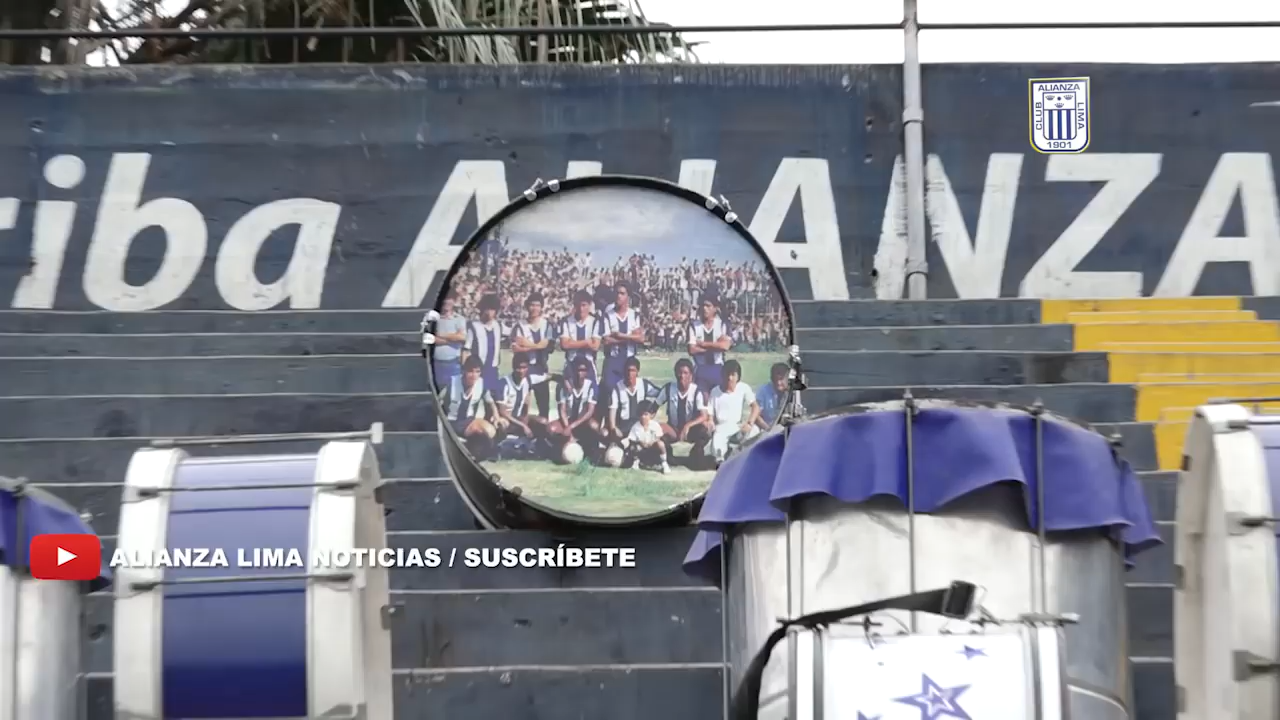 riba ALIANZA
ALIANZA
CLUB
LIMA
1901
ALIANZA LIMA NOTICIAS / SUSCRÍBETE